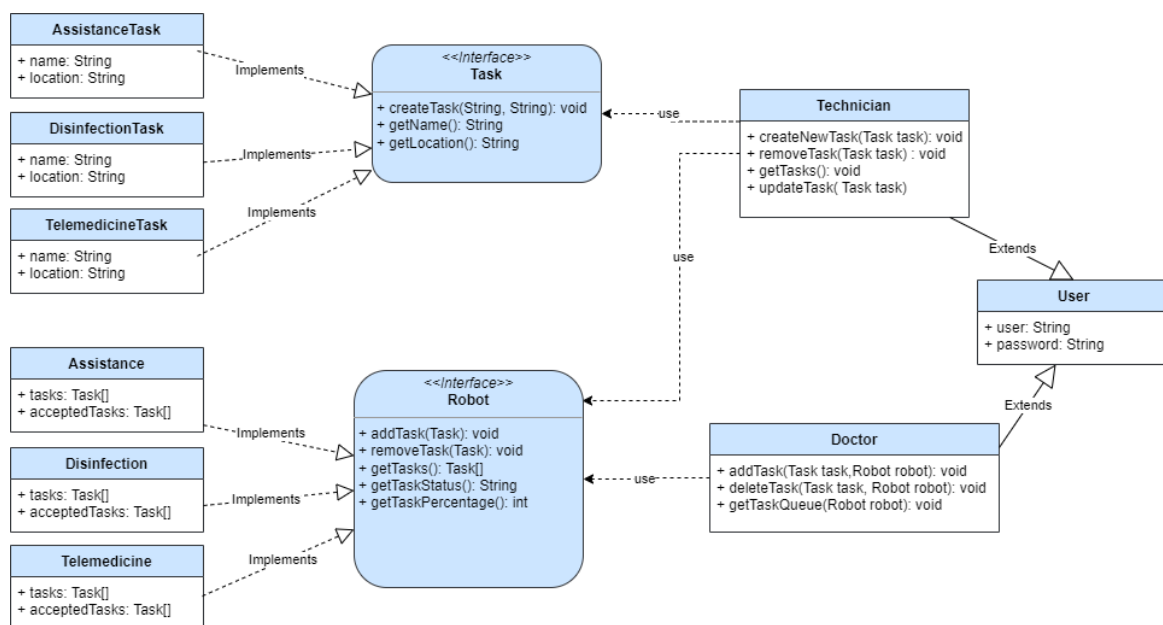 AssistanceTask
+ name: String
+ location: String
DisinfectionTask
+ name: String
+ location: String
TelemedicineTask
+ name: String
+ location: String
Implements
Implements
Implements
<<Interface>>
Task
+ createTask(String, String): void
+ getName(): String
+ getLocation(): String
use
Technician
+ createNewTask(Task task): void
+ removeTask(Task task) : void
+ getTasks(): void
+ updateTask( Task task)
use
Extends
User
+ user: String
+ password: String
Assistance
+ tasks: Task[]
+ acceptedTasks: Task[]
Disinfection
+ tasks: Task[]
+ acceptedTasks: Task[]
Telemedicine
+ tasks: Task[]
+ acceptedTasks: Task[]
Implements
Implements
Implements
<<Interface>>
Robot
+ addTask(Task): void
+ removeTask(Task): void
+ getTasks(): Task[]
+ getTaskStatus(): String
+ getTaskPercentage(): int
use
Doctor
+ addTask(Task task,Robot robot): void
+ deleteTask(Task task, Robot robot): void
+ getTaskQueue(Robot robot): void
Extends